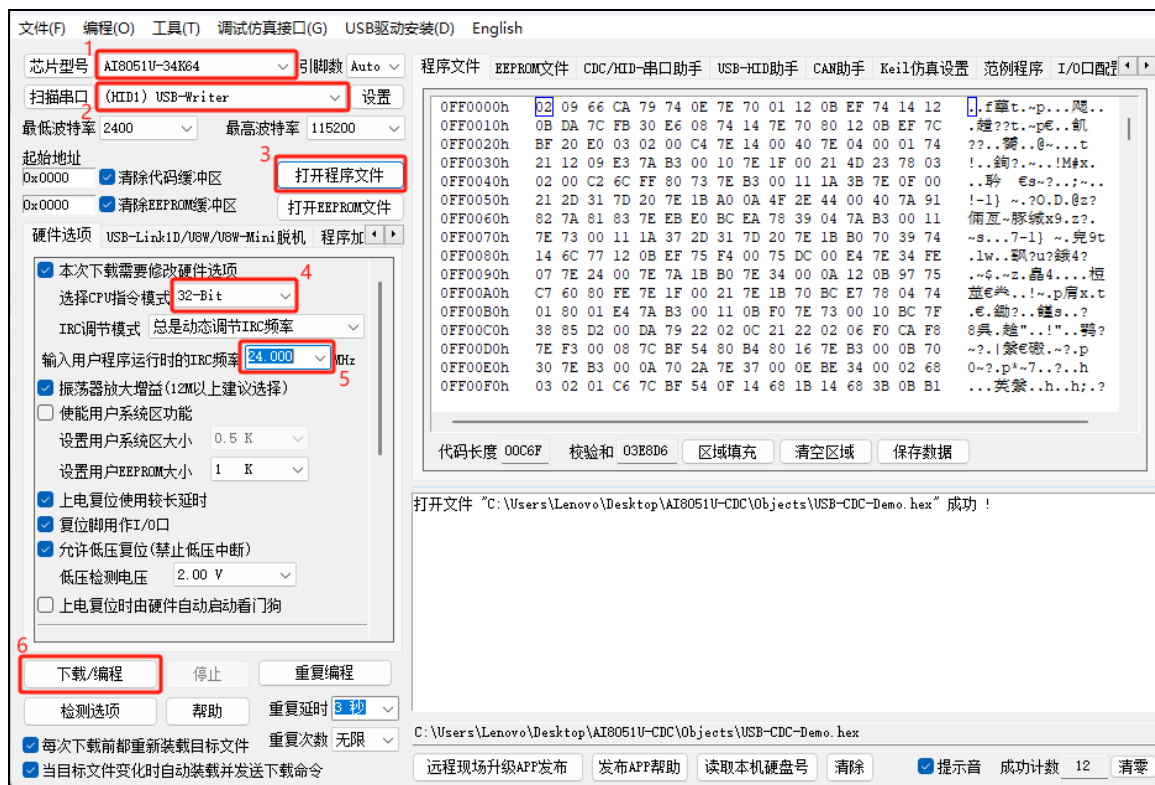 文件(F) 编程(O) 工具(T) 调试仿真接口(G) USB驱动安装(D) English
1
芯片型号 AI8051U-34K64 引脚数 Auto
扫描串口 (HID1) USB-Writer 设置
2
最低波特率 2400 最高波特率 115200
起始地址
3
0x0000 清除代码缓冲区 打开程序文件
0x0000 清除EEPROM缓冲区 打开EEPROM文件
硬件选项 USB-Link1D/U8W/U8W-Mini脱机 程序加
本次下载需要修改硬件选项
4
选择CPU指令模式 32-Bit
IRC调节模式 总是动态调节IRC频率
输入用户程序运行时的IRC频率 24.000 MHz
5
振荡器放大增益(12M以上建议选择)
使能用户系统区功能
设置用户系统区大小 0.5 K
设置用户EEPROM大小 1 K
上电复位使用较长延时
复位脚用作I/O口
允许低压复位(禁止低压中断)
低压检测电压 2.00 V
上电复位时由硬件自动启动看门狗
6
下载/编程 停止 重复编程
检测选项 帮助 重复延时 3 秒
每次下载前都重新装载目标文件 重复次数 无限
当目标文件变化时自动装载并发送下载命令
程序文件 EEPROM文件 CDC/HID-串口助手 USB-HID助手 CAN助手 Keil仿真设置 范例程序 I/O口配置
0FF0000h 02 09 66 CA 79 74 0E 7E 70 01 12 0B EF 74 14 12
0FF0010h 0B DA 7C FB 30 E6 08 74 14 7E 70 80 12 0B EF 7C
0FF0020h BF 20 E0 03 02 00 C4 7E 14 00 40 7E 04 00 01 74
0FF0030h 21 12 09 E3 7A B3 00 10 7E 1F 00 21 4D 23 78 03
0FF0040h 02 00 C2 6C FF 80 73 7E B3 00 11 1A 3B 7E 0F 00
0FF0050h 21 2D 31 7D 20 7E 1B A0 0A 4F 2E 44 00 40 7A 91
0FF0060h 82 7A 81 83 7E EB E0 BC EA 78 39 04 7A B3 00 11
0FF0070h 7E 73 00 11 1A 37 2D 31 7D 20 7E 1B B0 70 39 74
0FF0080h 14 6C 77 12 0B EF 75 F4 00 75 DC 00 E4 7E 34 FE
0FF0090h 07 7E 24 00 7E 7A 1B B0 7E 34 00 0A 12 0B 97 75
0FF00A0h C7 60 80 FE 7E 1F 00 21 7E 1B 70 BC E7 78 04 74
0FF00B0h 01 80 01 E4 7A B3 00 11 0B F0 7E 73 00 10 BC 7F
0FF00C0h 38 85 D2 00 DA 79 22 02 0C 21 22 02 06 F0 CA F8
0FF00D0h 7E F3 00 08 7C BF 54 80 B4 80 16 7E B3 00 0B 70
0FF00E0h 30 7E B3 00 0A 70 2A 7E 37 00 0E BE 34 00 02 68
0FF00F0h 03 02 01 C6 7C BF 54 0F 14 68 1B 14 68 3B 0B B1
代码长度 00C6F 校验和 03E8D6 区域填充 清空区域 保存数据
打开文件 "C:\Users\Lenovo\Desktop\AI8051U-CDC\Objects\USB-CDC-Demo.hex" 成功 !
C:\Users\Lenovo\Desktop\AI8051U-CDC\Objects\USB-CDC-Demo.hex
远程现场升级APP发布 发布APP帮助 读取本机硬盘号 清除 提示音 成功计数 12 清零